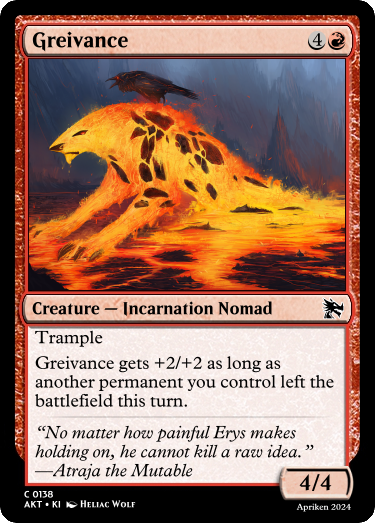 Greivance 4
Creature — Incarnation Nomad
Trample
Greivance gets +2/+2 as long as
another permanent you control left the
battlefield this turn.
“No matter how painful Erys makes
holding on, he cannot kill a raw idea.”
—Atraja the Mutable
4/4
C 0138
AKT • KI Heliac Wolf
Apriken 2024